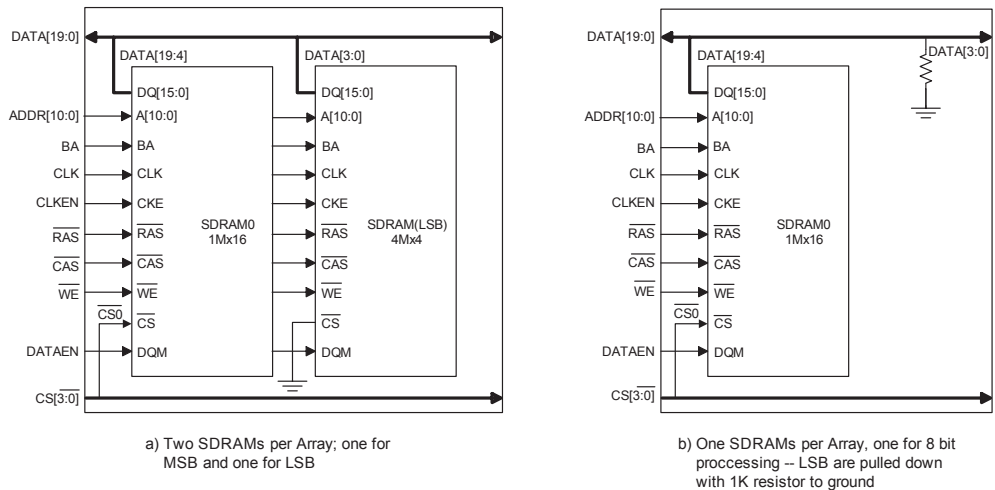 DATA[19:0]
DATA[19:4]
DATA[3:0]
DQ[15:0]
DQ[15:0]
ADDR[10:0]
A[10:0]
A[10:0]
BA
BA
BA
CLK
CLK
CLK
CLKEN
CKE
CKE
SDRAM0
1Mx16
SDRAM(LSB)
4Mx4
RAS
RAS
RAS
CAS
CAS
CAS
WE
WE
WE
CS0
CS
CS
DATAEN
DQM
DQM
CS[3:0]
a) Two SDRAMs per Array; one for
MSB and one for LSB
DATA[19:0]
DATA[19:4]
DATA[3:0]
DQ[15:0]
ADDR[10:0]
A[10:0]
BA
BA
CLK
CLK
CLKEN
CKE
SDRAM0
1Mx16
RAS
RAS
CAS
CAS
WE
WE
CS0
CS
DATAEN
DQM
CS[3:0]
b) One SDRAMs per Array, one for 8 bit
proccessing -- LSB are pulled down
with 1K resistor to ground